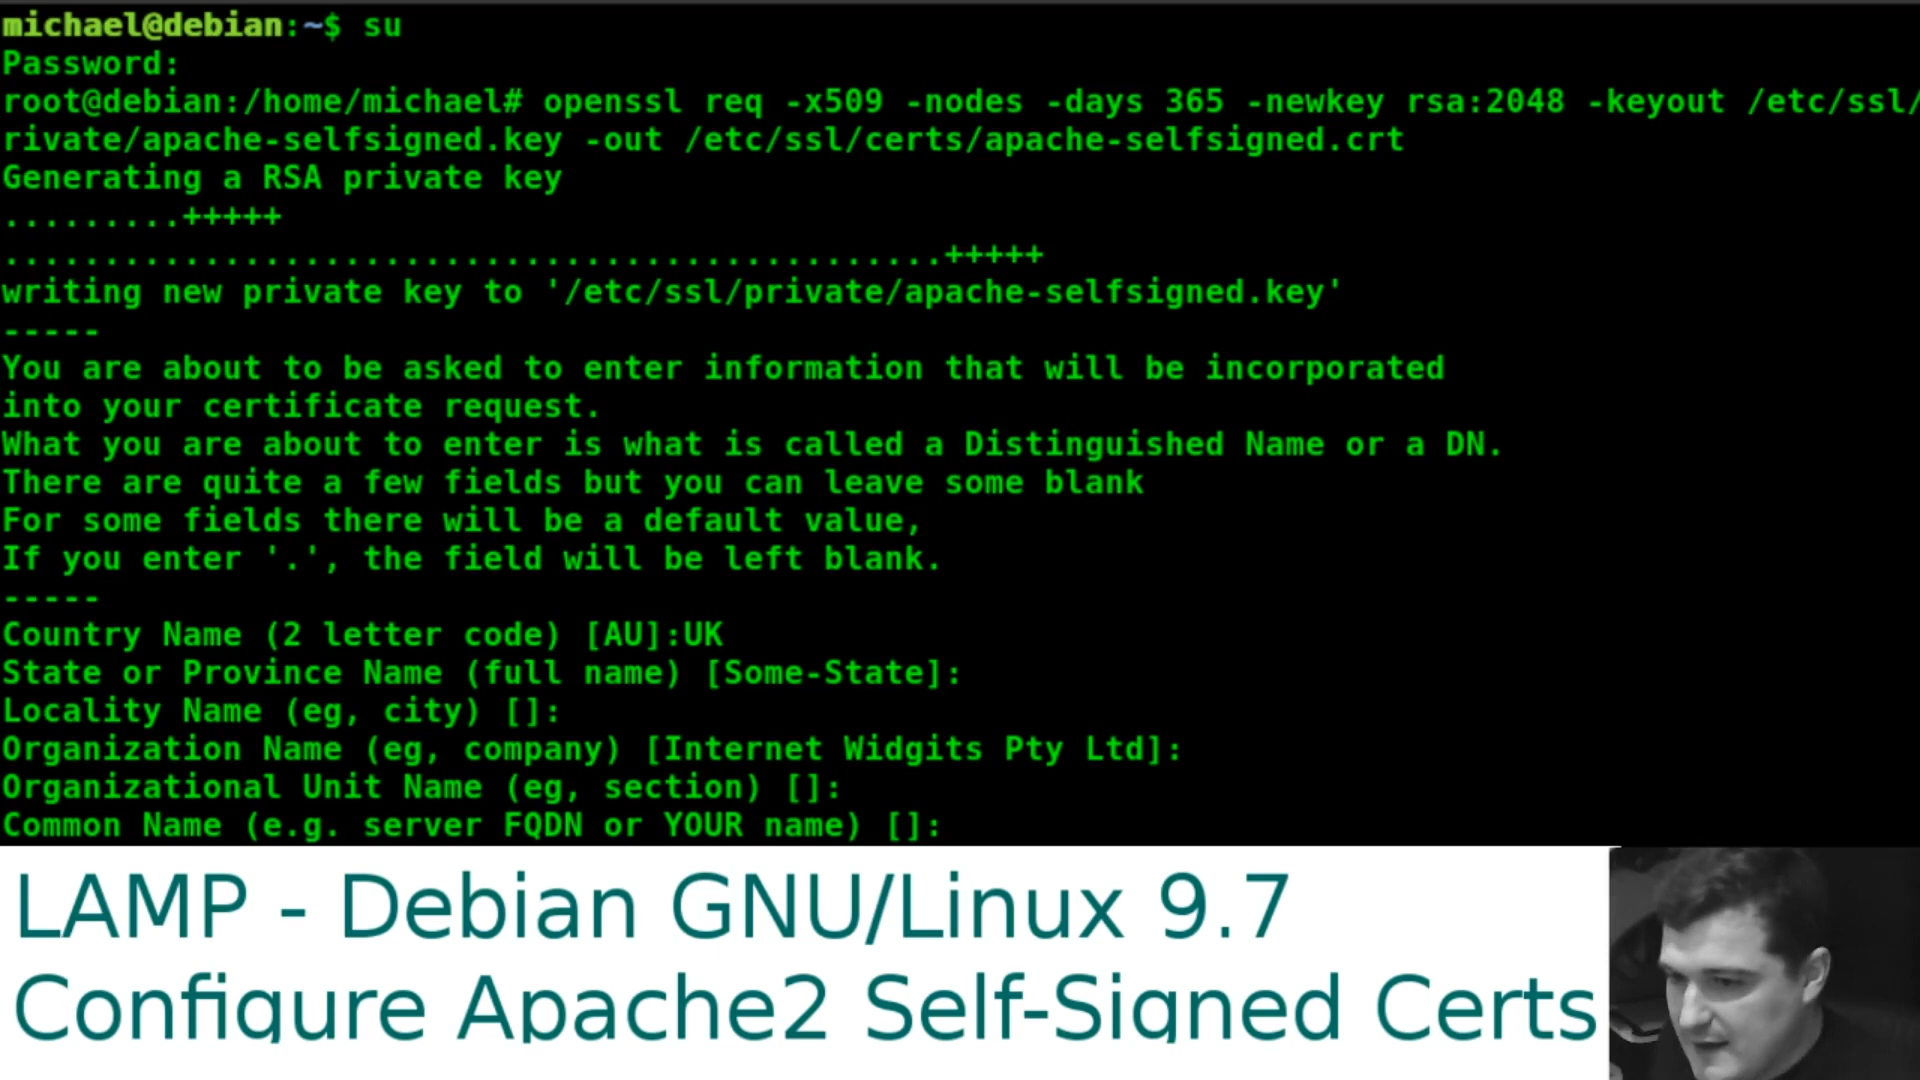 michael@debian:~$ su
Password:
root@debian:/home/michael# openssl req -x509 -nodes -days 365 -newkey rsa:2048 -keyout /etc/ssl/
rivate/apache-selfsigned.key -out /etc/ssl/certs/apache-selfsigned.crt
Generating a RSA private key
.........+++++
...............................................+++++
writing new private key to '/etc/ssl/private/apache-selfsigned.key'
-----
You are about to be asked to enter information that will be incorporated
into your certificate request.
What you are about to enter is what is called a Distinguished Name or a DN.
There are quite a few fields but you can leave some blank
For some fields there will be a default value,
If you enter '.', the field will be left blank.
-----
Country Name (2 letter code) [AU]:UK
State or Province Name (full name) [Some-State]:
Locality Name (eg, city) []:
Organization Name (eg, company) [Internet Widgits Pty Ltd]:
Organizational Unit Name (eg, section) []:
Common Name (e.g. server FQDN or YOUR name) []:
LAMP - Debian GNU/Linux 9.7
Configure Apache2 Self-Signed Certs